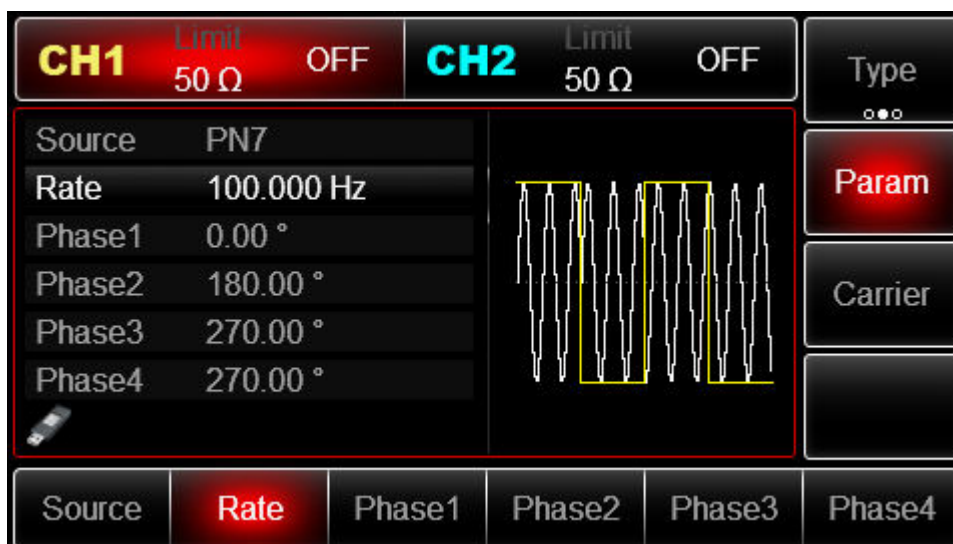 CH1 Limit 50 Ω OFF
CH2 Limit 50 Ω OFF
Type
Source PN7
Rate 100.000 Hz
Phase1 0.00 °
Phase2 180.00 °
Phase3 270.00 °
Phase4 270.00 °
Param
Carrier
Source Rate Phase1 Phase2 Phase3 Phase4